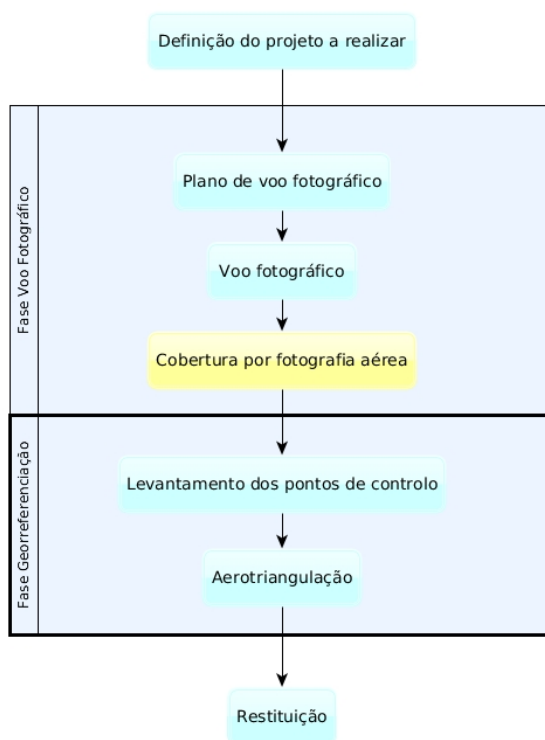 Definição do projeto a realizar
Fase Voo Fotográfico
Plano de voo fotográfico
Voo fotográfico
Cobertura por fotografia aérea
Fase Georreferenciação
Levantamento dos pontos de controlo
Aerotriangulação
Restituição